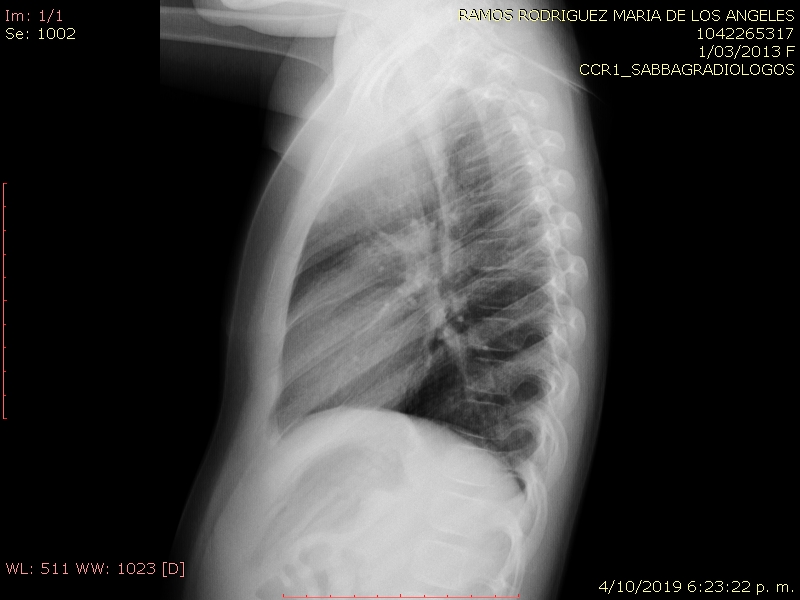 Im: 1/1
Se: 1002
RAMOS RODRIGUEZ MARIA DE LOS ANGELES
1042265317
1/03/2013 F
CCR1_SABBAGRADIOLOGOS
WL: 511 WW: 1023 [D]
4/10/2019 6:23:22 p. m.